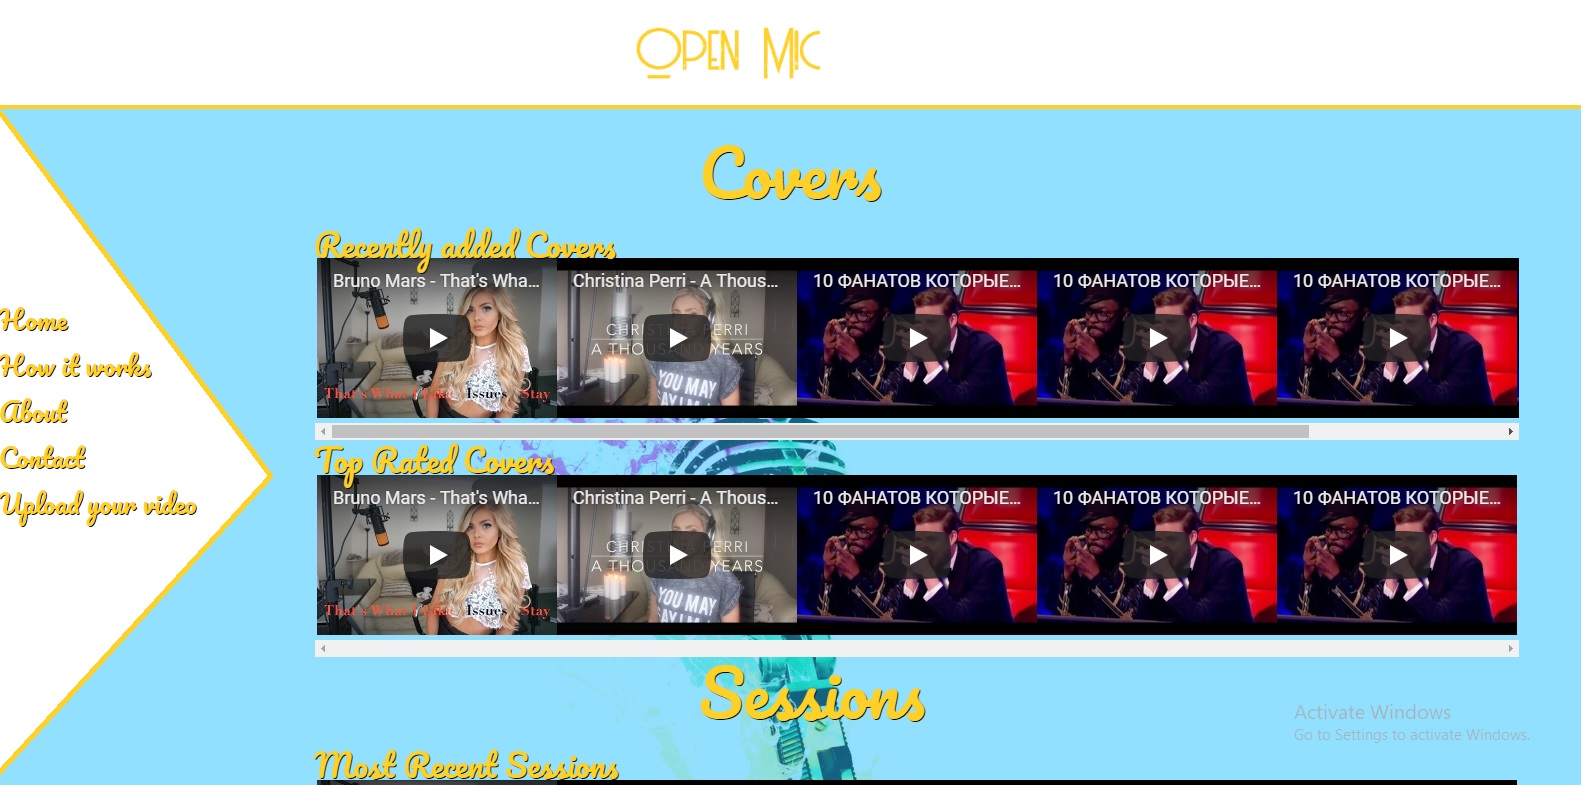 OPEN MIC
Covers
Recently added Covers
Bruno Mars - That's Wha...
Christina Perri - A Thous...
10 ФАНАТОВ КОТОРЫЕ...
10 ФАНАТОВ КОТОРЫЕ...
10 ФАНАТОВ КОТОРЫЕ...
CHRISTINA PERRI
A THOUSAND YEARS
YOU MAY
That's What I Like Issues Stay
Home
How it works
About
Contact
Upload your video
Top Rated Covers
Bruno Mars - That's Wha...
Christina Perri - A Thous...
10 ФАНАТОВ КОТОРЫЕ...
10 ФАНАТОВ КОТОРЫЕ...
10 ФАНАТОВ КОТОРЫЕ...
CHRISTINA PERRI
A THOUSAND YEARS
YOU MAY
That's What I Like Issues Stay
Sessions
Most Recent Sessions
Activate Windows
Go to Settings to activate Windows.